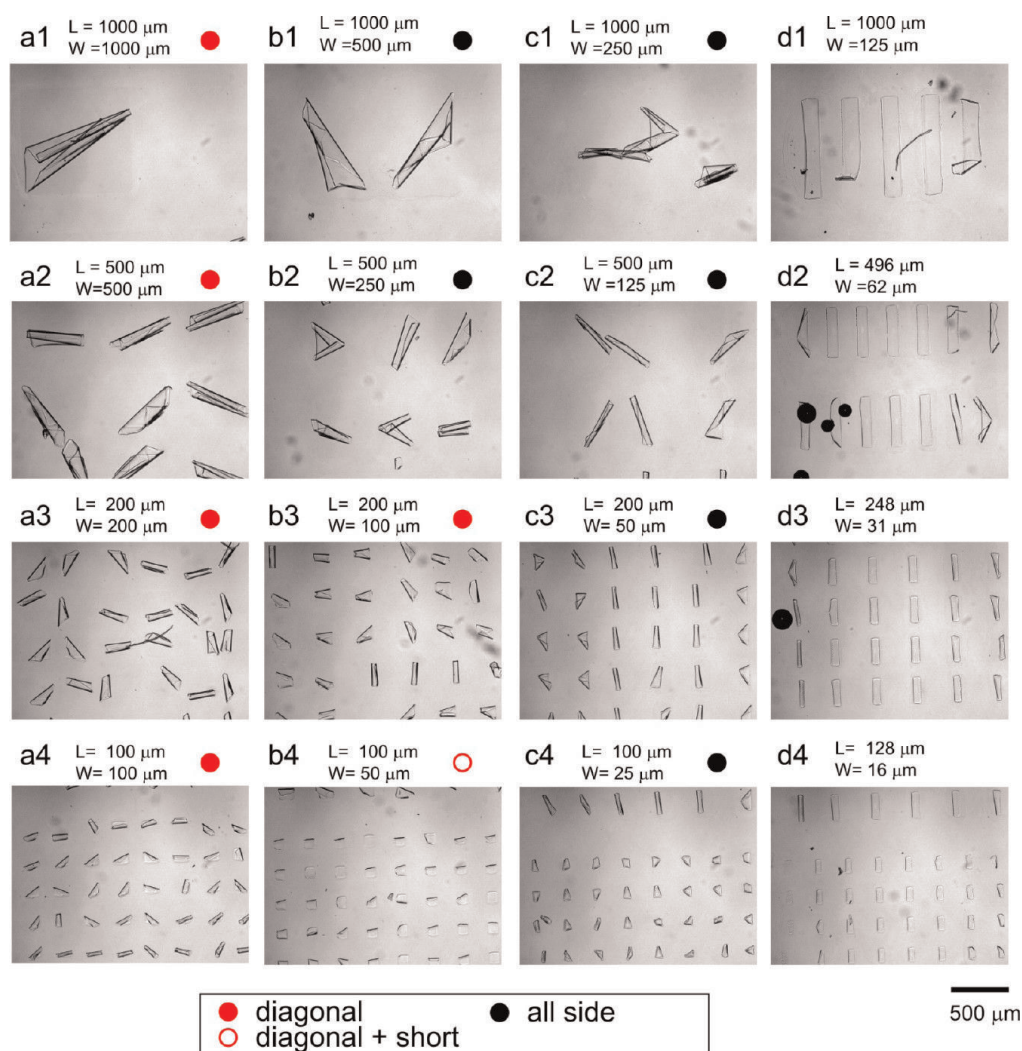 a1 L = 1000 μm
W =1000 μm
b1 L = 1000 μm
W =500 μm
c1 L = 1000 μm
W =250 μm
d1 L = 1000 μm
W =125 μm
a2 L = 500 μm
W=500 μm
b2 L = 500 μm
W=250 μm
c2 L = 500 μm
W =125 μm
d2 L = 496 μm
W =62 μm
a3 L= 200 μm
W= 200 μm
b3 L = 200 μm
W= 100 μm
c3 L = 200 μm
W= 50 μm
d3 L = 248 μm
W= 31 μm
a4 L = 100 μm
W= 100 μm
b4 L = 100 μm
W= 50 μm
c4 L = 100 μm
W= 25 μm
d4 L = 128 μm
W= 16 μm
500 μm
diagonal
all side
diagonal + short